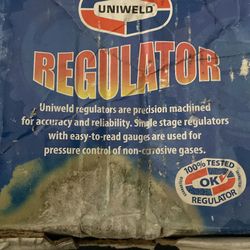 UNIWELD
REGULATOR
Uniweld regulators are precision machined
for accuracy and reliability. Single stage regulators
with easy-to-read gauges are used for
pressure control of non-corrosive gases.
100% TESTED
OK
REGULATOR